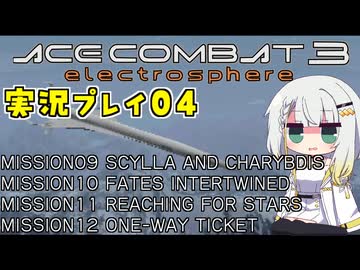 ACE COMBAT 3
electrosphere
実況プレイ04
MISSION09 SCYLLA AND CHARYBDIS
MISSION10 FATES INTERTWINED
MISSION11 REACHING FOR STARS
MISSION12 ONE-WAY TICKET